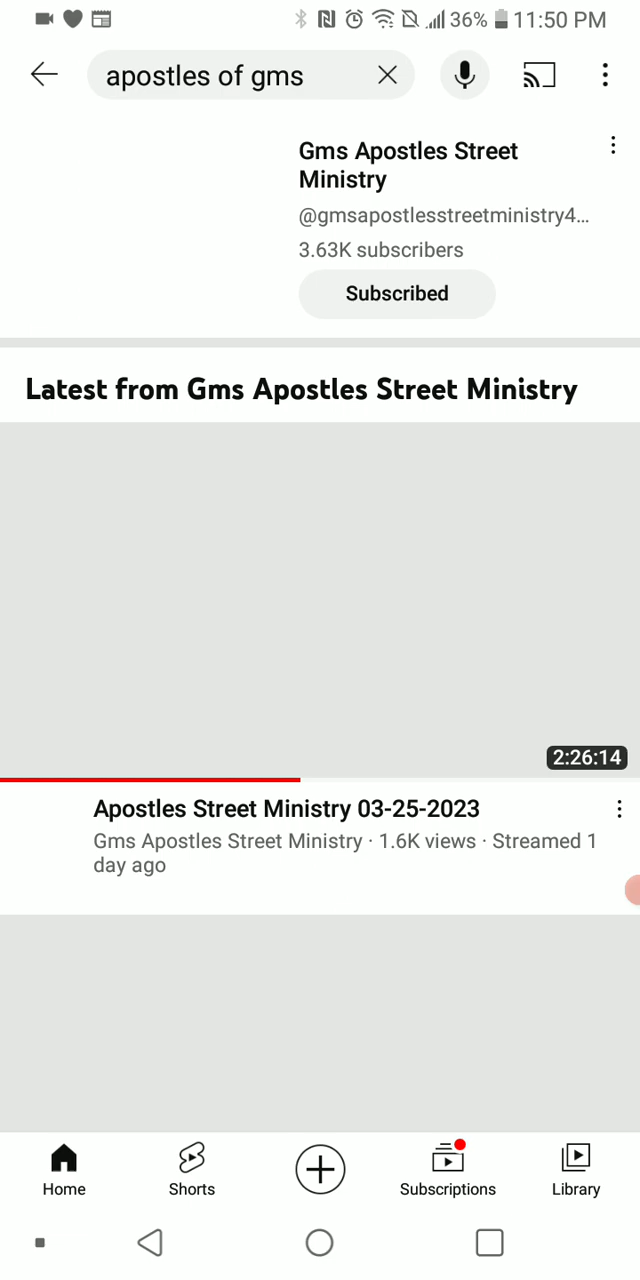 36% 11:50 PM
apostles of gms
Gms Apostles Street
Ministry
@gmsapostlesstreetministry4...
3.63K subscribers
Subscribed
Latest from Gms Apostles Street Ministry
2:26:14
Apostles Street Ministry 03-25-2023
Gms Apostles Street Ministry · 1.6K views · Streamed 1
day ago
Home Shorts Subscriptions Library